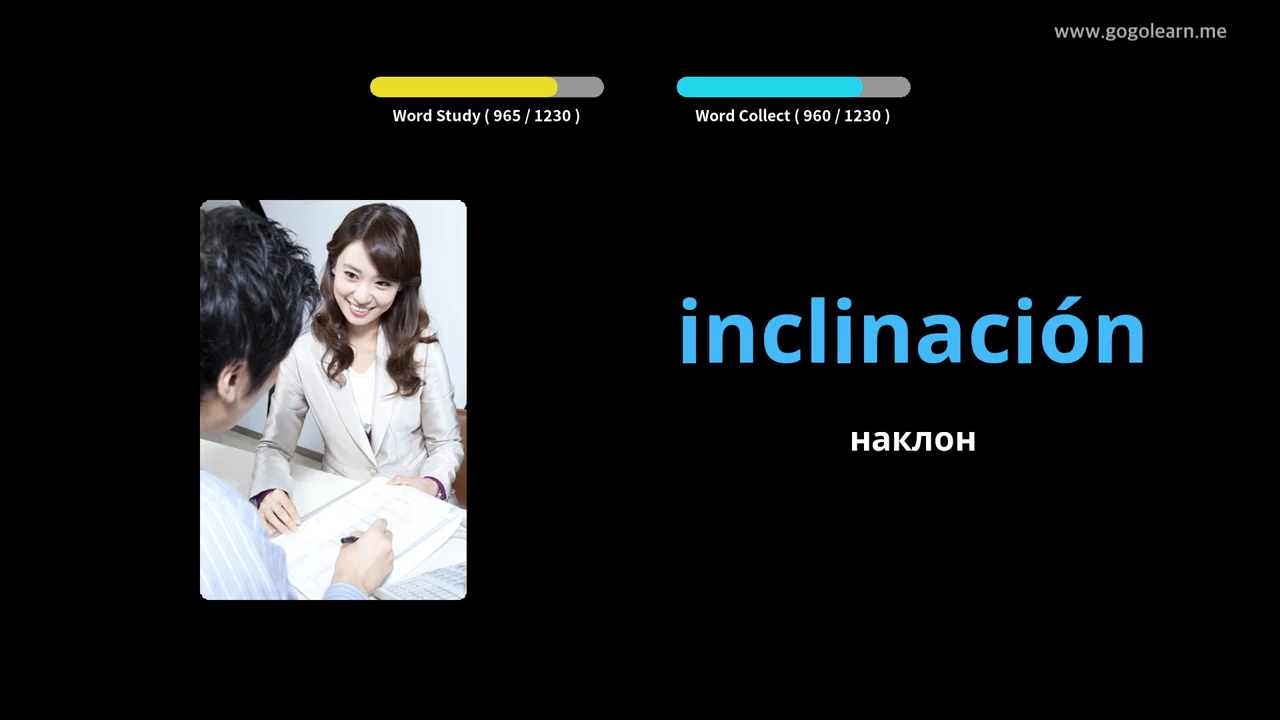 www.gogolearn.me
Word Study ( 965 / 1230 )
Word Collect ( 960 / 1230 )
inclinación
наклон